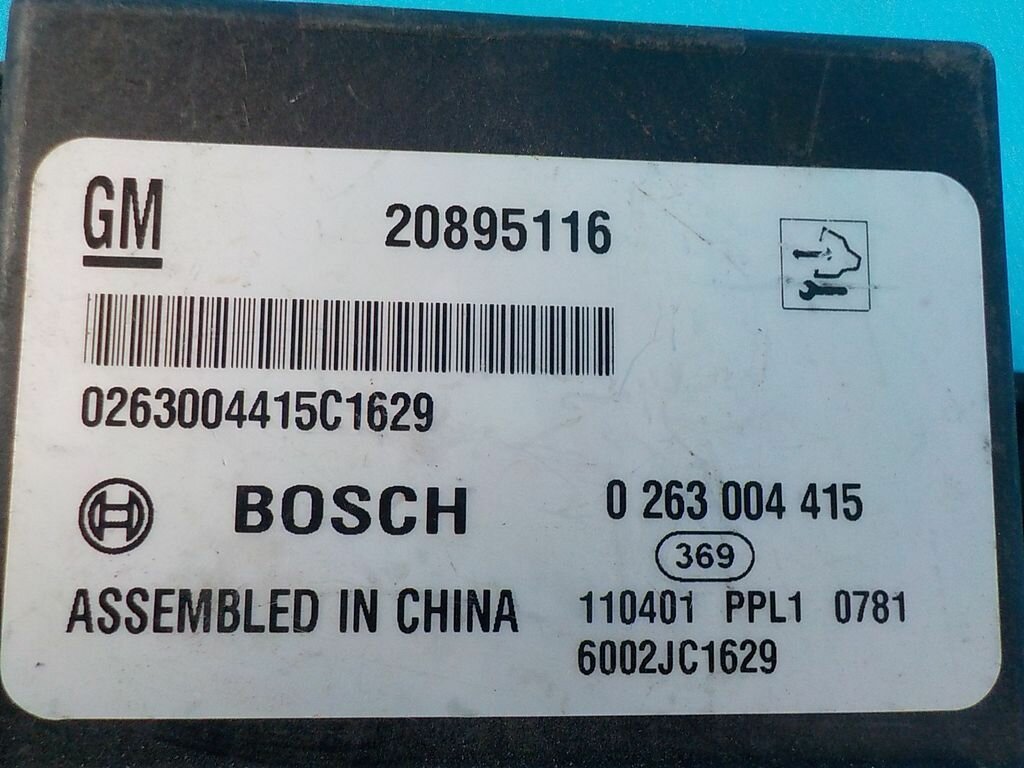 GM 20895116
0263004415C1629
BOSCH 0 263 004 415
369
ASSEMBLED IN CHINA 110401 PPL1 0781
6002JC1629